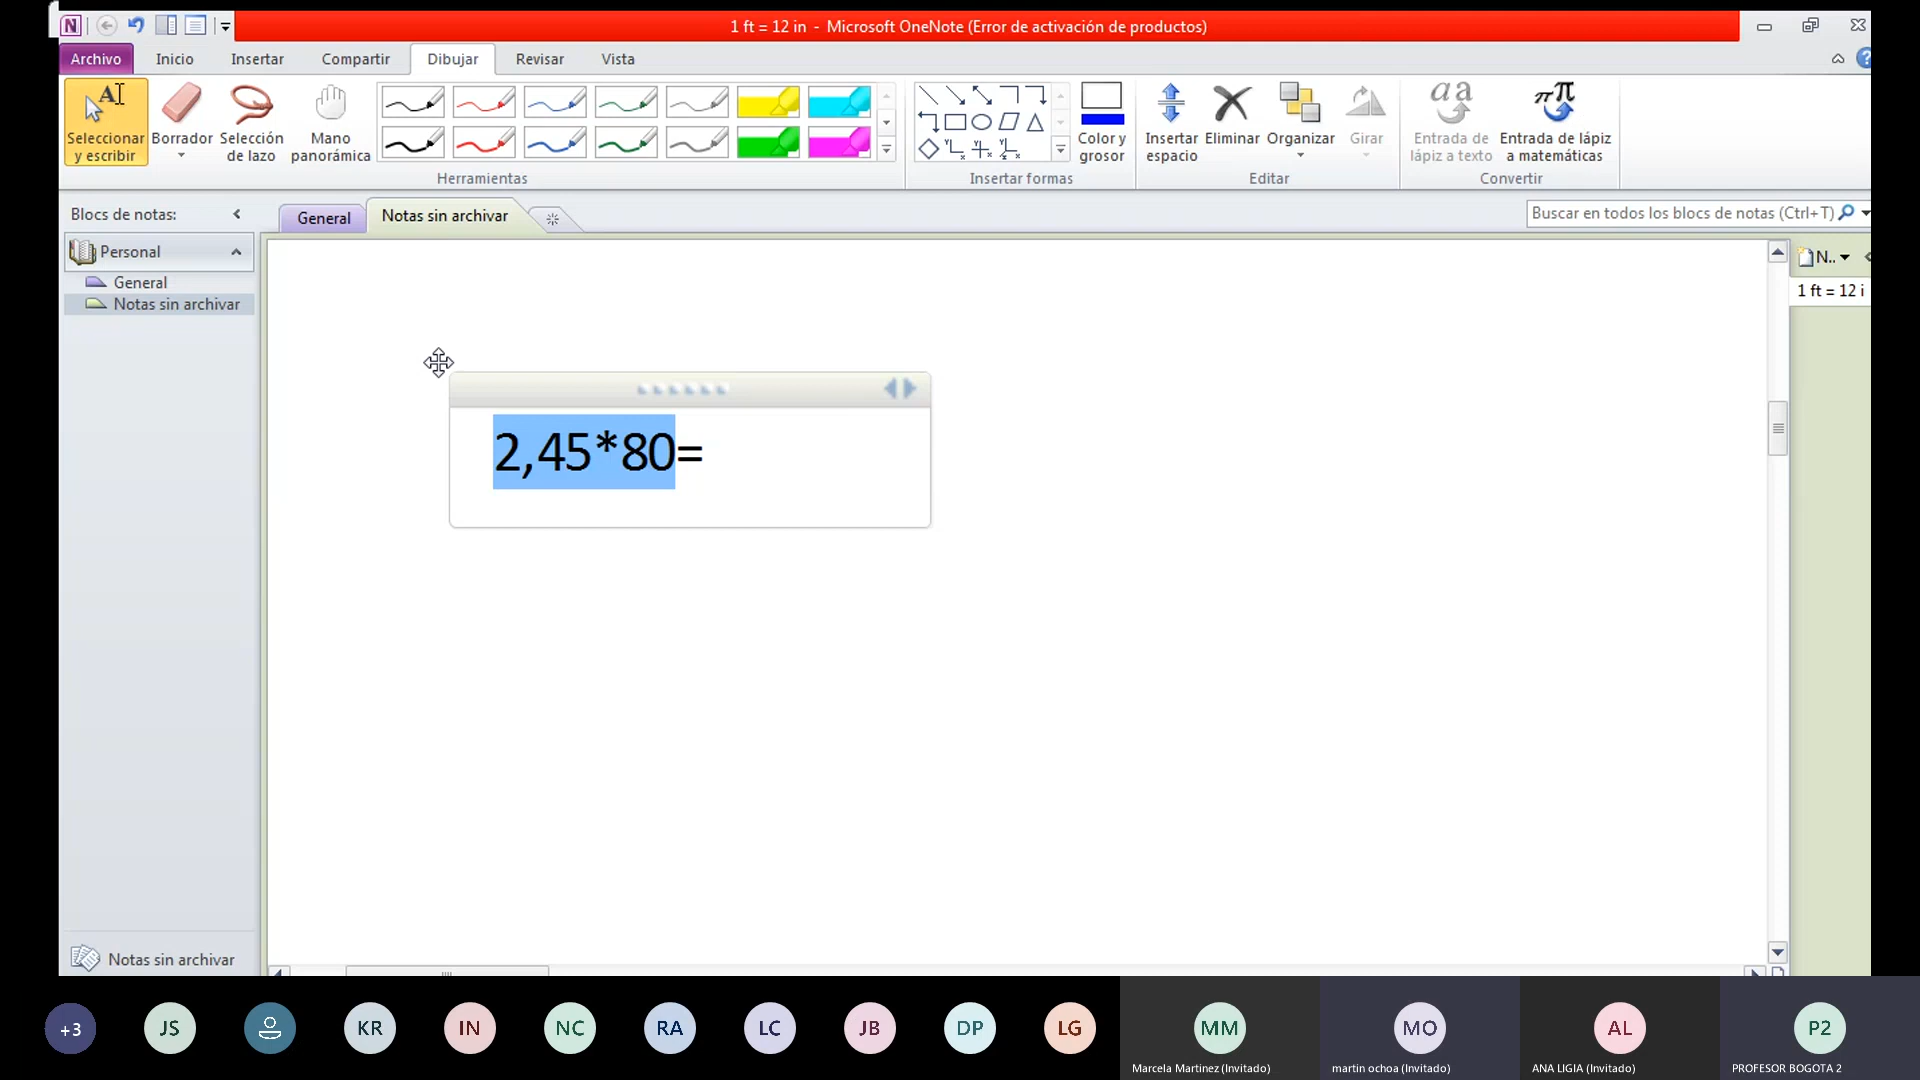 1 ft = 12 in - Microsoft OneNote (Error de activación de productos)
Archivo
Inicio
Insertar
Compartir
Dibujar
Revisar
Vista
Seleccionar
y escribir
Borrador
Selección
de lazo
Mano
panorámica
Color y
grosor
Insertar
espacio
Eliminar
Organizar
Girar
Entrada de
lápiz a texto
Entrada de lápiz
a matemáticas
Herramientas
Insertar formas
Editar
Convertir
Blocs de notas:
General
Notas sin archivar
Buscar en todos los blocs de notas (Ctrl+T)
Personal
General
Notas sin archivar
N..
1 ft = 12 i
2,45*80=
Notas sin archivar
+3
JS
KR
IN
NC
RA
LC
JB
DP
LG
MM
Marcela Martinez (Invitado)
MO
martin ochoa (Invitado)
AL
ANA LIGIA (Invitado)
P2
PROFESOR BOGOTA 2